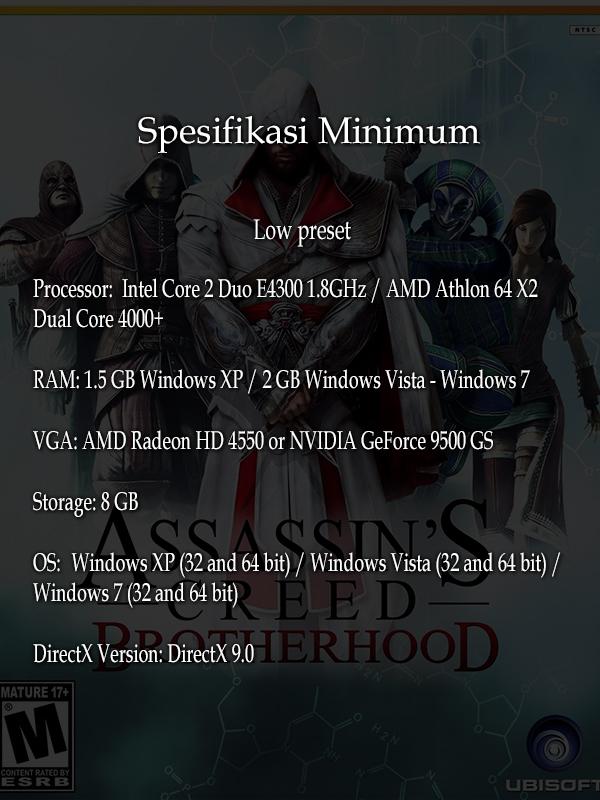 NTSC
Spesifikasi Minimum
Low preset
Processor:  Intel Core 2 Duo E4300 1.8GHz / AMD Athlon 64 X2
Dual Core 4000+
RAM: 1.5 GB Windows XP / 2 GB Windows Vista - Windows 7
VGA: AMD Radeon HD 4550 or NVIDIA GeForce 9500 GS
Storage: 8 GB
OS:  Windows XP (32 and 64 bit) / Windows Vista (32 and 64 bit) /
Windows 7 (32 and 64 bit)
ASSASSIN'S
CREED
BROTHERHOOD
DirectX Version: DirectX 9.0
MATURE 17+
M®
CONTENT RATED BY
ESRB
UBISOFT